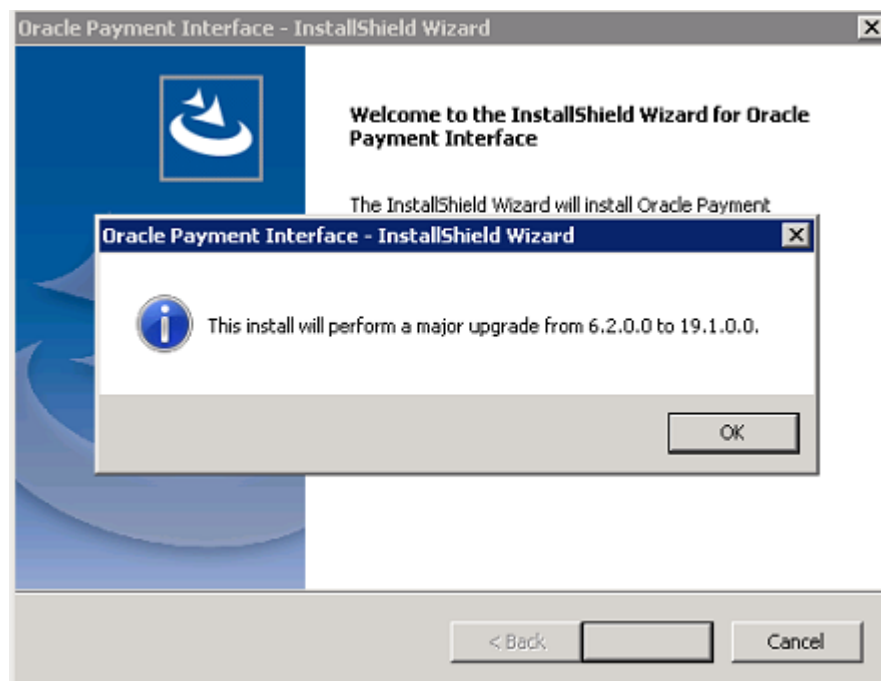 Oracle Payment Interface - InstallShield Wizard
Welcome to the InstallShield Wizard for Oracle
Payment Interface
The InstallShield Wizard will install Oracle Payment
Oracle Payment Interface - InstallShield Wizard
This install will perform a major upgrade from 6.2.0.0 to 19.1.0.0.
OK
< Back
Cancel